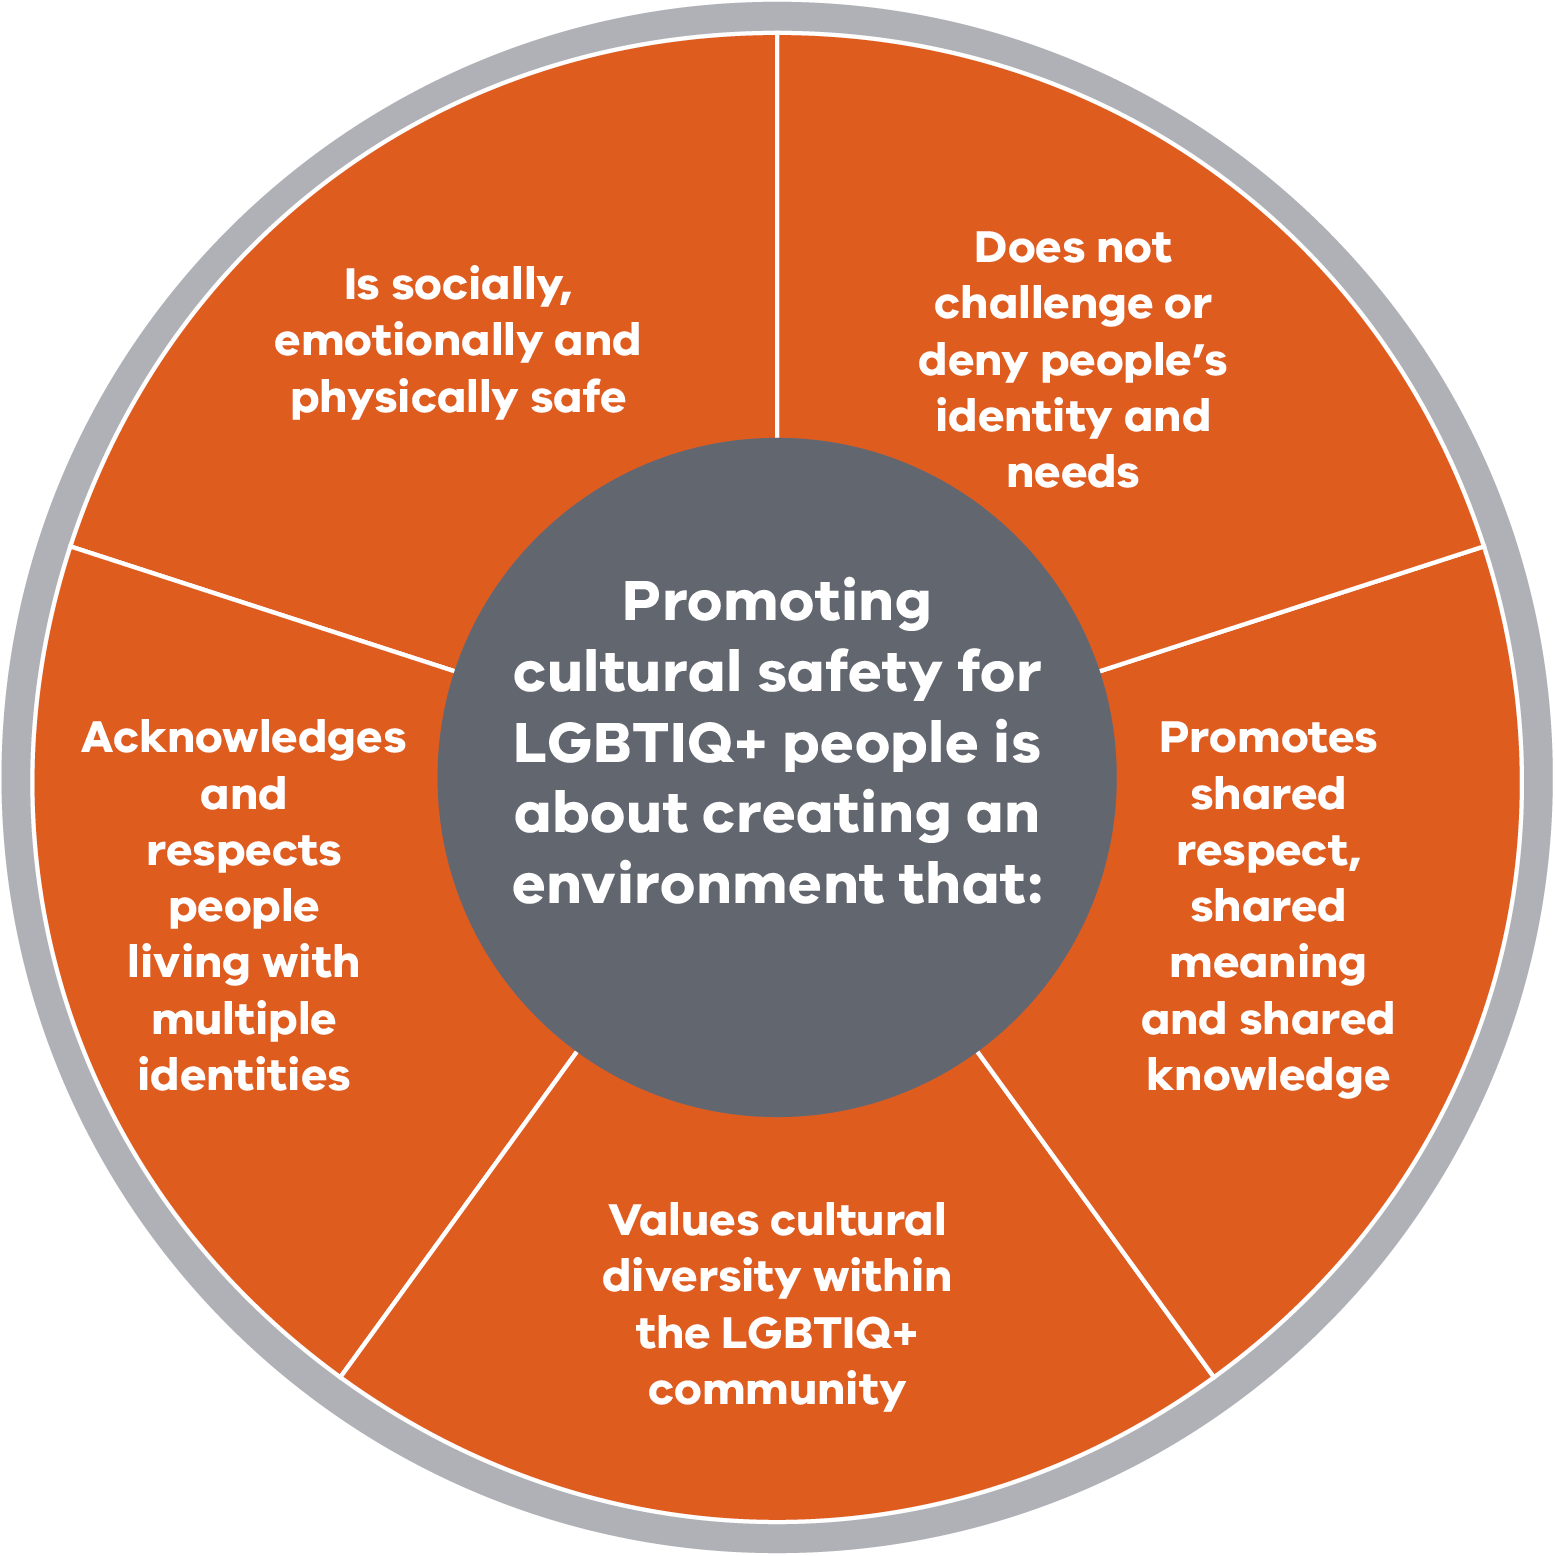 Promoting
cultural safety for
LGBTIQ+ people is
about creating an
environment that:
Does not
challenge or
deny people’s
identity and
needs
Promotes
shared
respect,
shared
meaning
and shared
knowledge
Values cultural
diversity within
the LGBTIQ+
community
Acknowledges
and
respects
people
living with
multiple
identities
Is socially,
emotionally and
physically safe